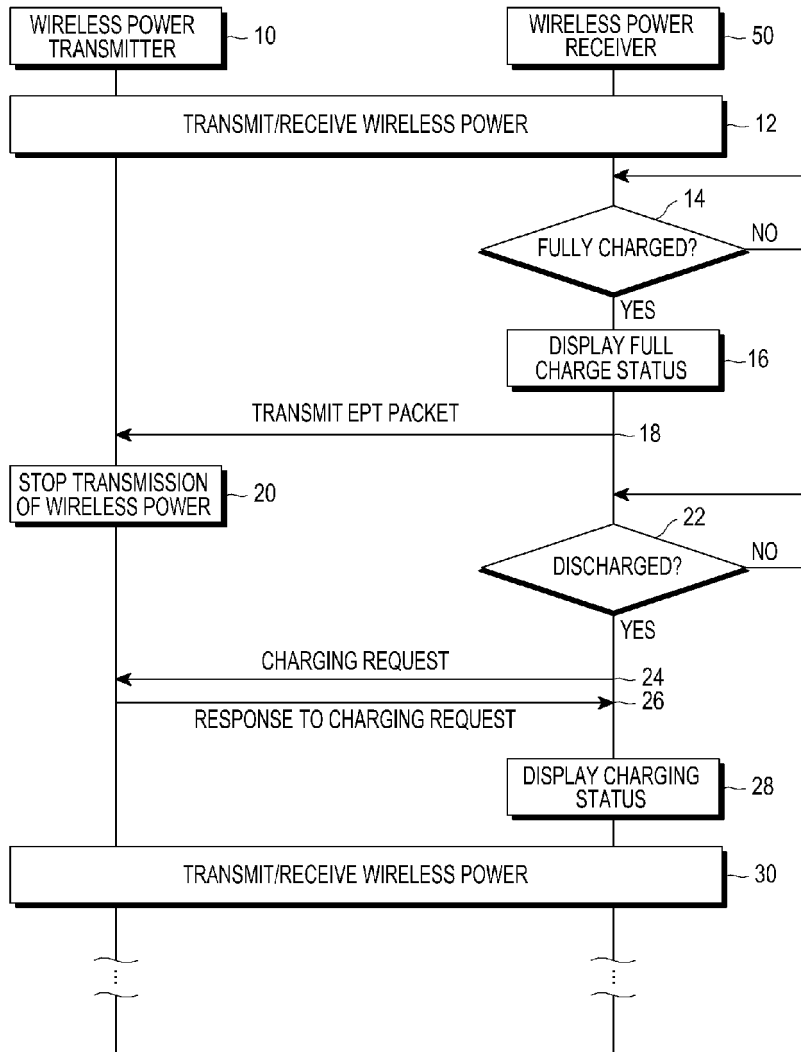 WIRELESS POWER
TRANSMITTER
10
WIRELESS POWER
RECEIVER
50
TRANSMIT/RECEIVE WIRELESS POWER
12
14
FULLY CHARGED?
NO
YES
DISPLAY FULL
CHARGE STATUS
16
TRANSMIT EPT PACKET
18
STOP TRANSMISSION
OF WIRELESS POWER
20
22
DISCHARGED?
NO
YES
CHARGING REQUEST
24
26
RESPONSE TO CHARGING REQUEST
DISPLAY CHARGING
STATUS
28
TRANSMIT/RECEIVE WIRELESS POWER
30